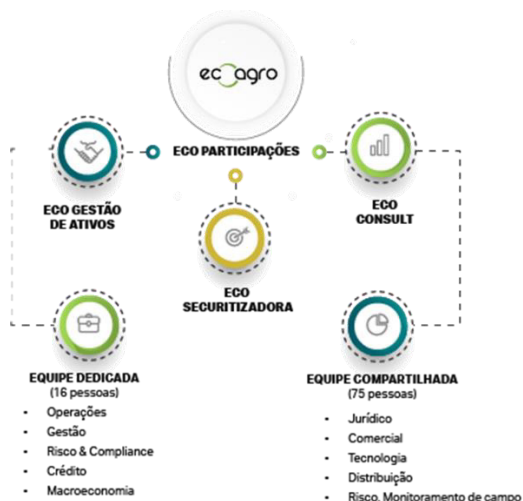 ecoagro
ECO PARTICIPAÇÕES
ECO GESTÃO
DE ATIVOS
ECO
CONSULT
ECO
SECURITIZADORA
EQUIPE DEDICADA
(16 pessoas)
• Operações
• Gestão
• Risco & Compliance
• Crédito
• Macroeconomia
EQUIPE COMPARTILHADA
(75 pessoas)
• Jurídico
• Comercial
• Tecnologia
• Distribuição
• Risco, Monitoramento de campo